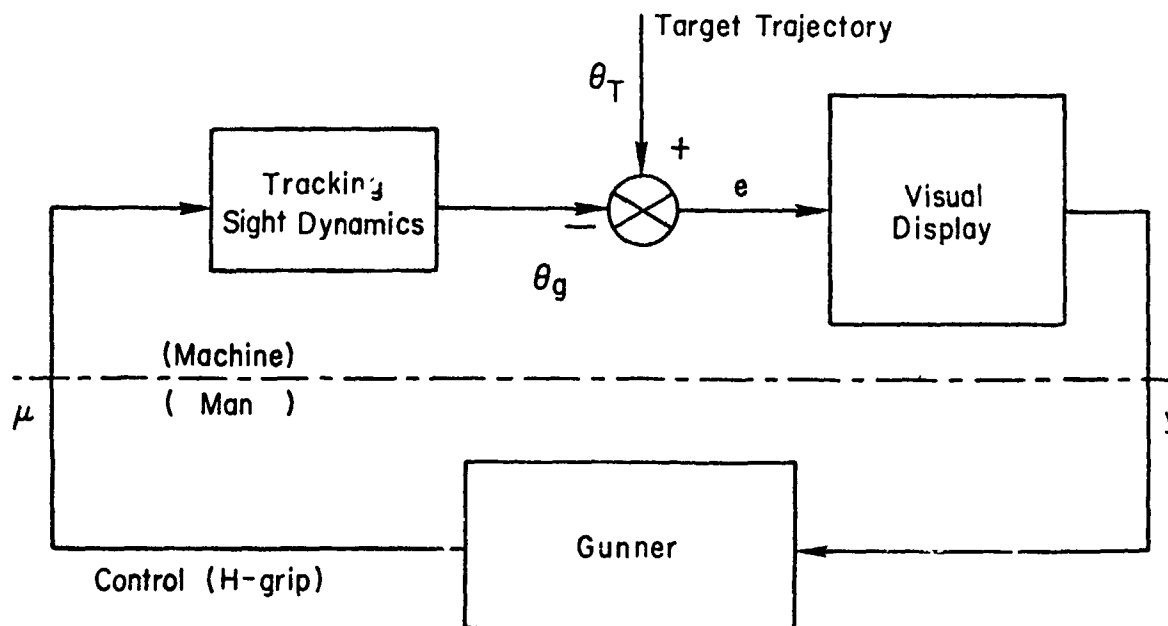 Target Trajectory
θT
+
Tracking
Sight Dynamics
e
Visual
Display
−
θg
(Machine)
( Man )
μ
y
Gunner
Control (H-grip)